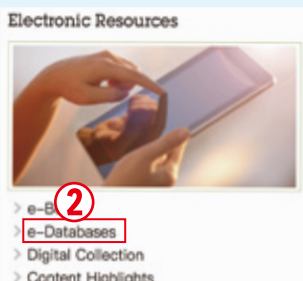 Electronic Resources
> e-B
②
> e-Databases
> Digital Collection
> Content Highlights